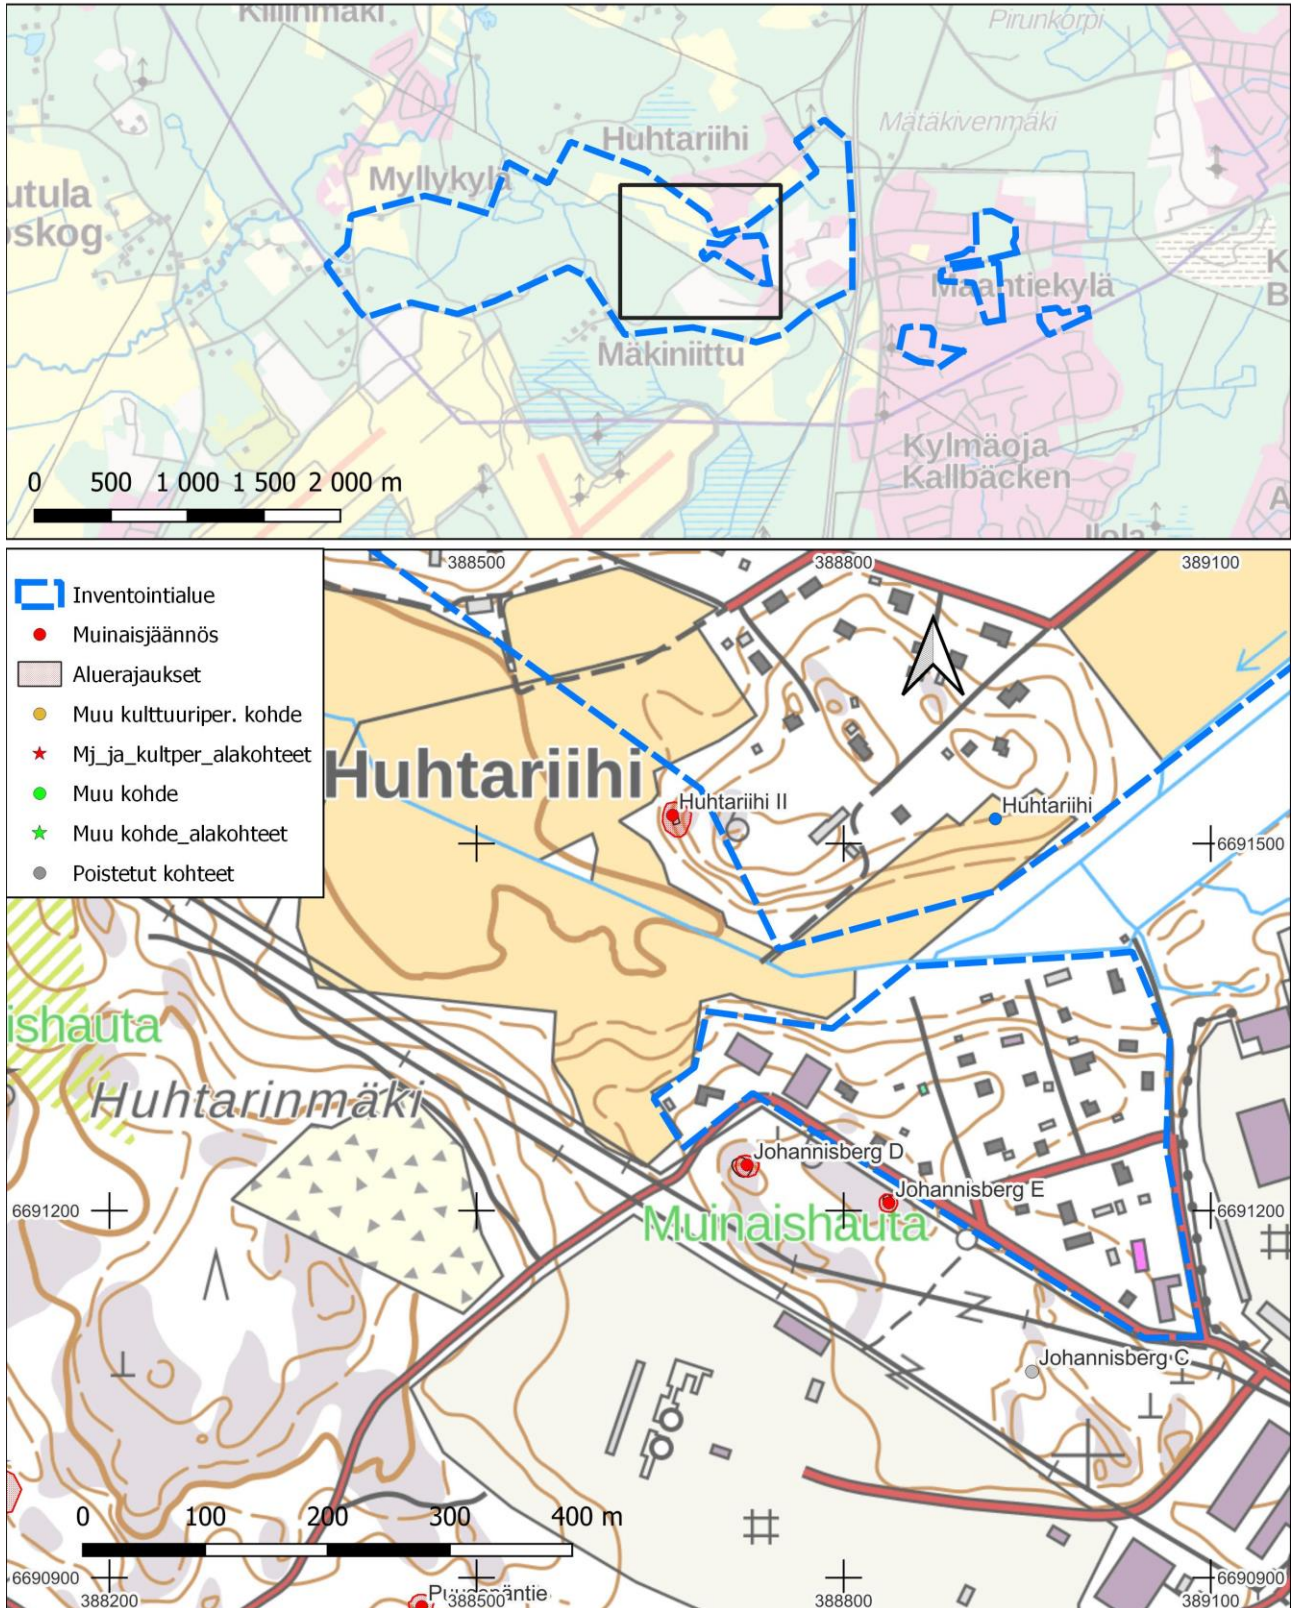 Killinmäki
Pirunkorpi
Mätäkivenmäki
Huhtariihi
Myllykylä
utula
oskog
K
B
Maantiekylä
Mäkiniittu
Kylmäoja
Kallbäcken
A
Ilola
0 500 1 000 1 500 2 000 m
388500 388800 389100
Inventointialue
Muinaisjäännös
Aluerajaukset
Muu kulttuuriper. kohde
Mj_ja_kultper_alakohteet
Muu kohde
Muu kohde_alakohteet
Poistetut kohteet
Huhtariihi
Huhtariihi II
Huhtariihi
6691500
ishauta
Huhtarinmäki
Johannisberg D
Johannisberg E
6691200
6691200
Muinaishauta
Johannisberg C
0 100 200 300 400 m
6690900
6690900
388200 388500 388800 389100